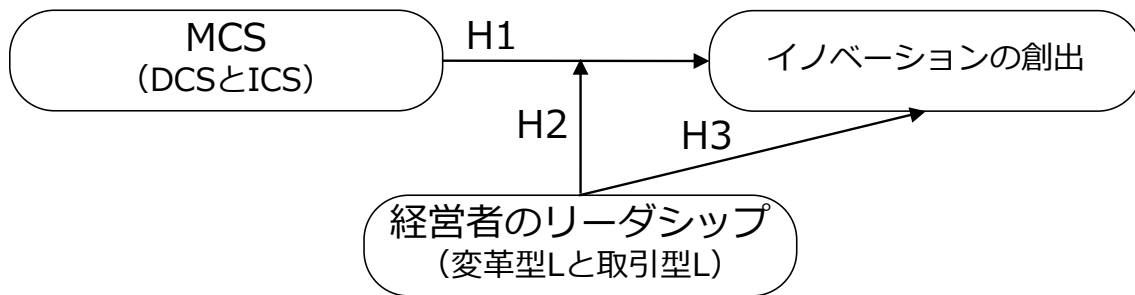 MCS
（DCSとICS）
H1
イノベーションの創出
H2
H3
経営者のリーダシップ
（変革型Lと取引型L）